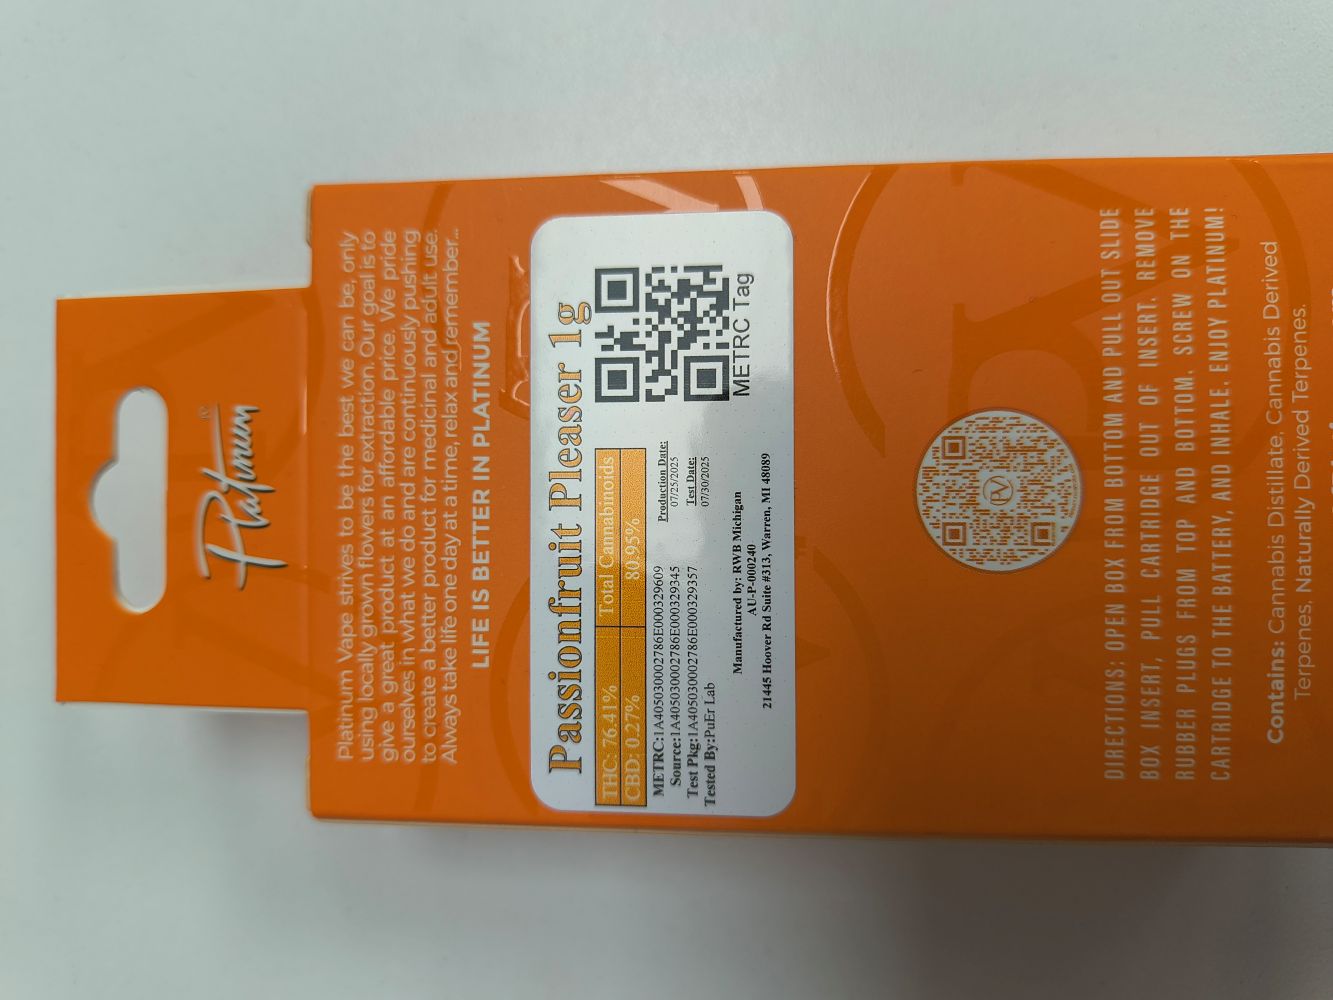 Platinum
®
Platinum Vape strives to be the best we can be, only
using locally grown flowers for extraction. Our goal is to
give a great product at an affordable price. We pride
ourselves in what we do and are continuously pushing
to create a better product for medicinal and adult use.
Always take life one day at a time, relax and remember...
LIFE IS BETTER IN PLATINUM
Passionfruit Pleaser 1g
THC: 76.41% Total Cannabinoids
CBD: 0.27% 80.95%
METRC:1A405030002786E000329609
Source:1A405030002786E000329345
Test Pkg:1A405030002786E000329357
Tested By:PuEr Lab
Production Date:
07/25/2025
Test Date:
07/30/2025
METRC Tag
Manufactured by: RWB Michigan
AU-P-000240
21445 Hoover Rd Suite #313, Warren, MI 48089
DIRECTIONS: OPEN BOX FROM BOTTOM AND PULL OUT SLIDE
BOX INSERT, PULL CARTRIDGE OUT OF INSERT. REMOVE
RUBBER PLUGS FROM TOP AND BOTTOM. SCREW ON THE
CARTRIDGE TO THE BATTERY, AND INHALE. ENJOY PLATINUM!
Contains: Cannabis Distillate, Cannabis Derived
Terpenes, Naturally Derived Terpenes.